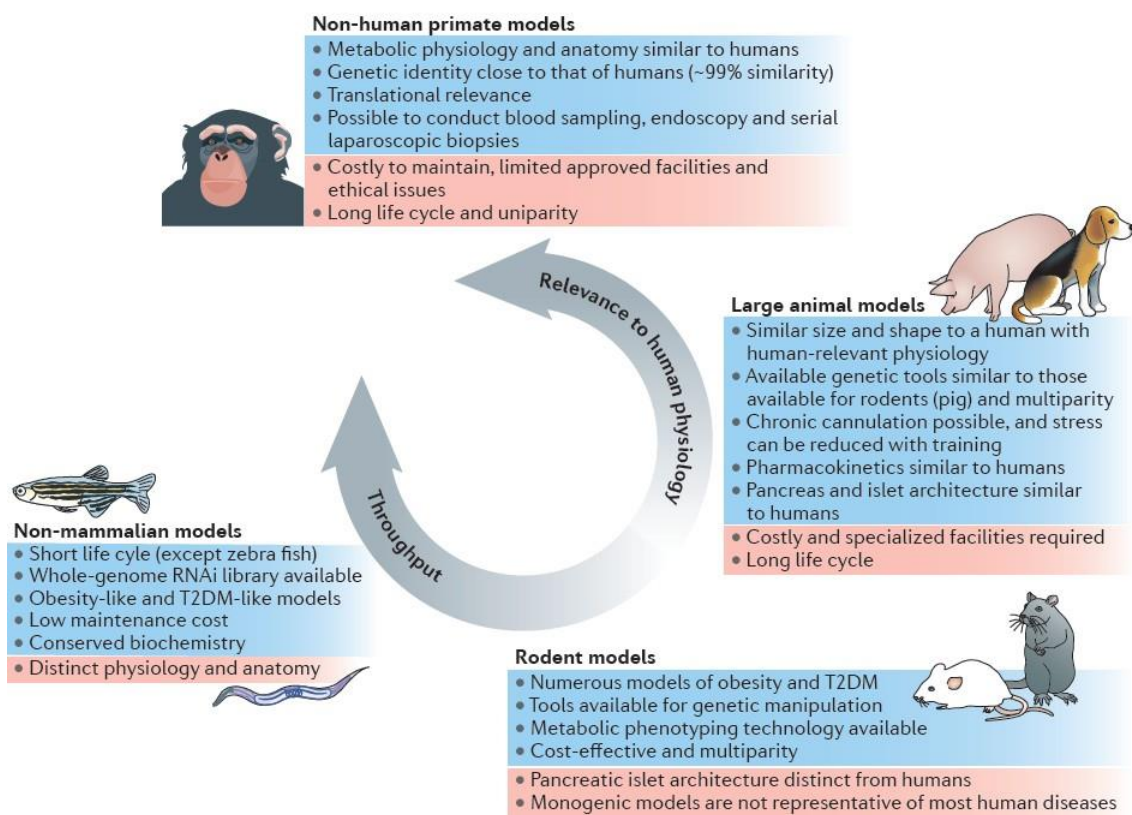 Non-human primate models
• Metabolic physiology and anatomy similar to humans
• Genetic identity close to that of humans (~99% similarity)
• Translational relevance
• Possible to conduct blood sampling, endoscopy and serial
laparoscopic biopsies
• Costly to maintain, limited approved facilities and
ethical issues
• Long life cycle and uniparity
Relevance to human physiology
Throughput
Large animal models
• Similar size and shape to a human with
human-relevant physiology
• Available genetic tools similar to those
available for rodents (pig) and multiparity
• Chronic cannulation possible, and stress
can be reduced with training
• Pharmacokinetics similar to humans
• Pancreas and islet architecture similar
to humans
• Costly and specialized facilities required
• Long life cycle
Non-mammalian models
• Short life cyle (except zebra fish)
• Whole-genome RNAi library available
• Obesity-like and T2DM-like models
• Low maintenance cost
• Conserved biochemistry
• Distinct physiology and anatomy
Rodent models
• Numerous models of obesity and T2DM
• Tools available for genetic manipulation
• Metabolic phenotyping technology available
• Cost-effective and multiparity
• Pancreatic islet architecture distinct from humans
• Monogenic models are not representative of most human diseases